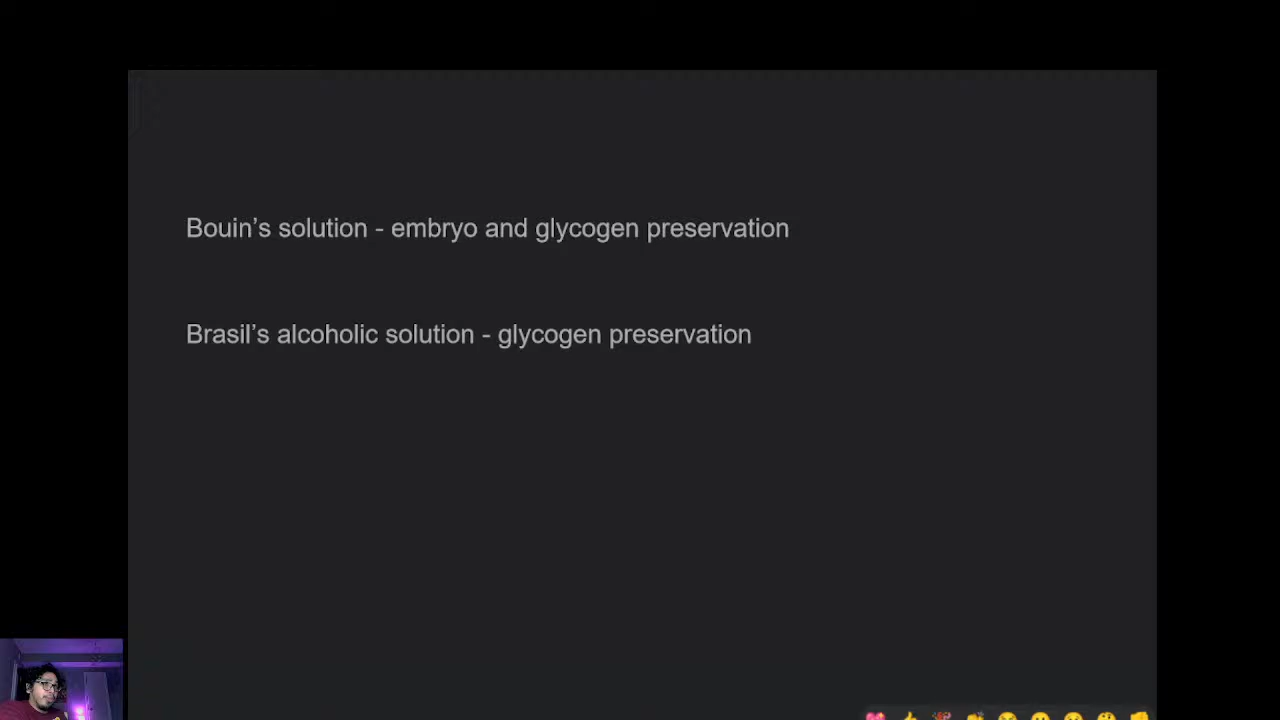 Bouin’s solution - embryo and glycogen preservation
Brasil’s alcoholic solution - glycogen preservation